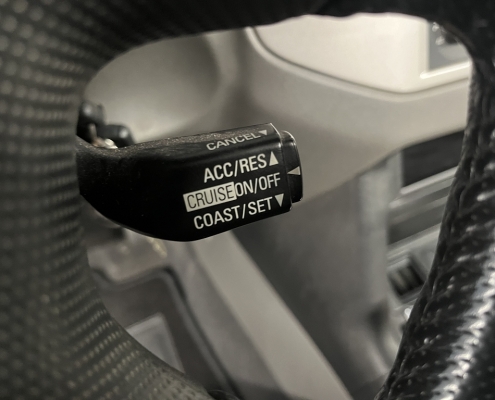 CANCEL▼
ACC/RES▲
CRUISE ON/OFF
COAST/SET▼